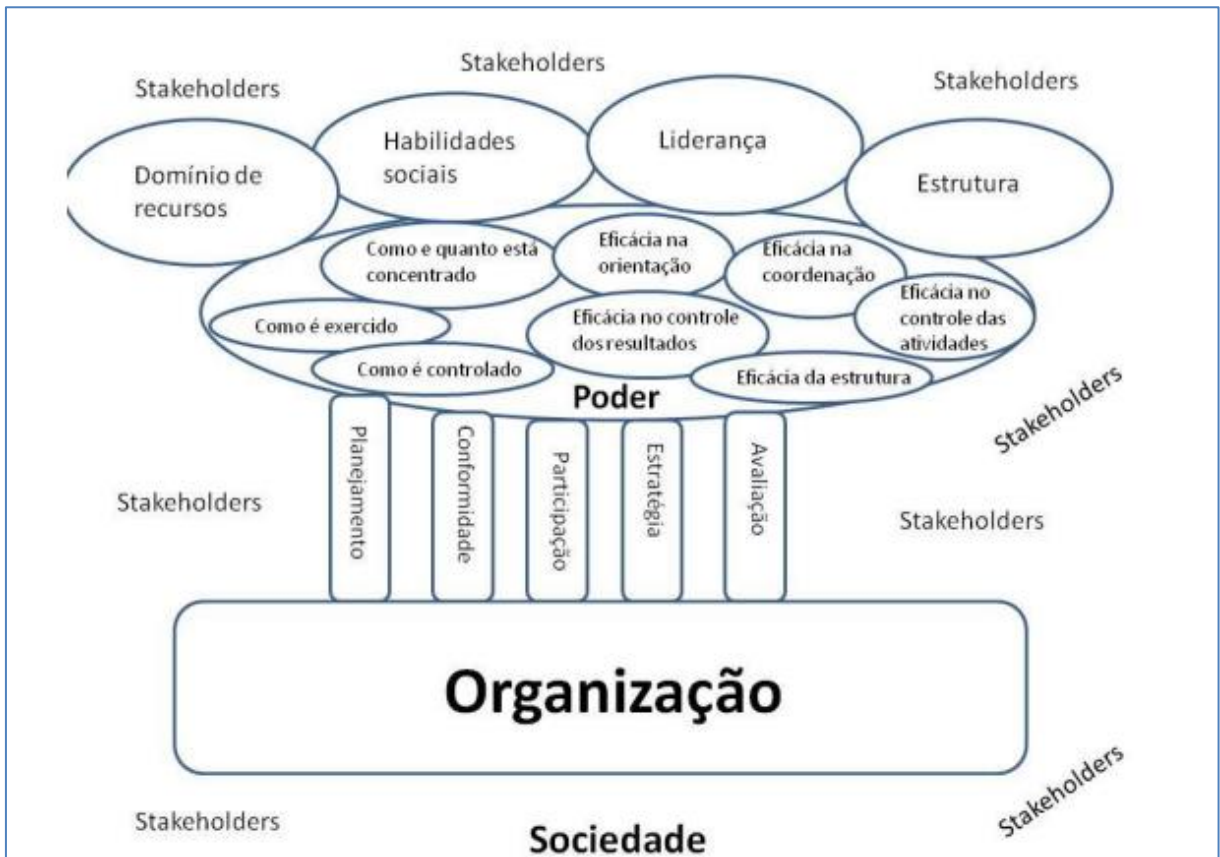 Stakeholders
Stakeholders
Stakeholders
Domínio de
recursos
Habilidades
sociais
Liderança
Estrutura
Como e quanto está
concentrado
Eficácia na
orientação
Eficácia na
coordenação
Eficácia no
controle das
atividades
Como é exercido
Eficácia no controle
dos resultados
Como é controlado
Eficácia da estrutura
Poder
Stakeholders
Planejamento
Conformidade
Participação
Estratégia
Avaliação
Stakeholders
Stakeholders
Organização
Stakeholders
Stakeholders
Sociedade